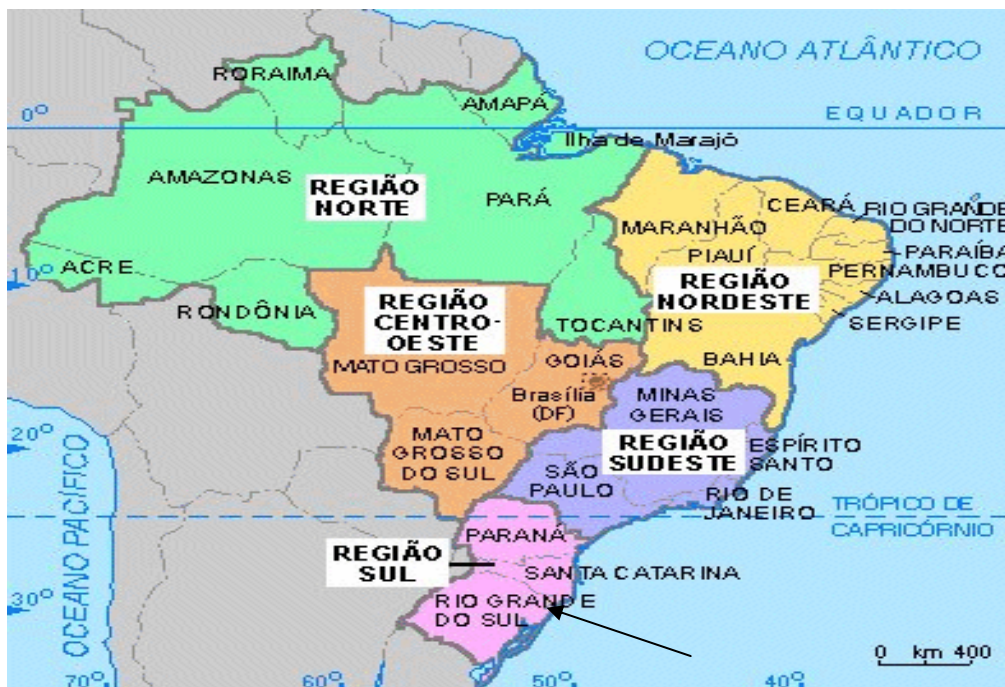 OCEANO ATLÂNTICO
RORAIMA
AMAPÁ
0°
EQUADOR
Ilha de Marajó
AMAZONAS
REGIÃO
NORTE
PARÁ
CEARÁ
RIO GRANDE
DO NORTE
MARANHÃO
PIAUÍ
PARAÍBA
PERNAMBUCO
ACRE
10°
REGIÃO
NORDESTE
ALAGOAS
RONDÔNIA
REGIÃO
CENTRO-
OESTE
TOCANTINS
SERGIPE
MATO GROSSO
GOIÁS
BAHIA
Brasília
(DF)
MINAS
GERAIS
20°
MATO
GROSSO
DO SUL
REGIÃO
SUDESTE
ESPÍRITO
SANTO
SÃO
PAULO
RIO DE
JANEIRO
TRÓPICO DE
CAPRICÓRNIO
OCEANO PACÍFICO
PARANÁ
REGIÃO
SUL
SANTA CATARINA
30°
RIO GRANDE
DO SUL
0 km 400
70°
60°
50°
40°